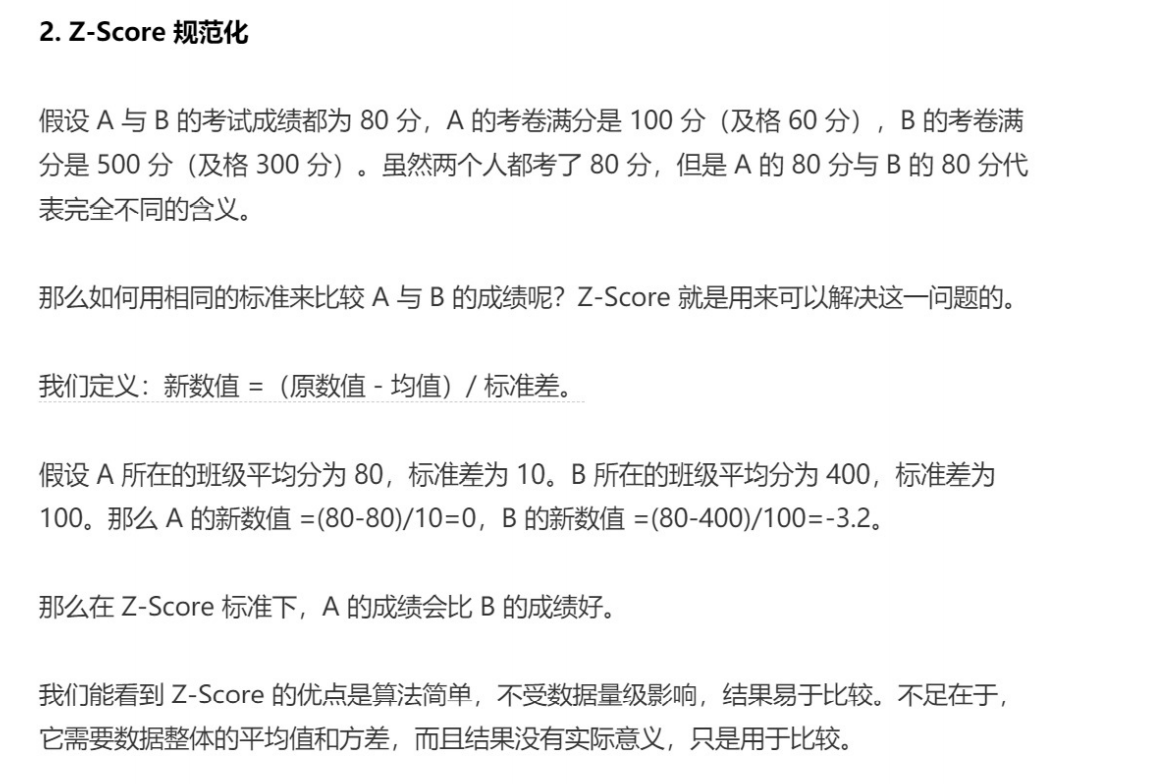 2. Z-Score 规范化
假设 A 与 B 的考试成绩都为 80 分，A 的考卷满分是 100 分（及格 60 分），B 的考卷满
分是 500 分（及格 300 分）。虽然两个人都考了 80 分，但是 A 的 80 分与 B 的 80 分代
表完全不同的含义。
那么如何用相同的标准来比较 A 与 B 的成绩呢？Z-Score 就是用来可以解决这一问题的。
我们定义：新数值 =（原数值 - 均值）/ 标准差。
假设 A 所在的班级平均分为 80，标准差为 10。B 所在的班级平均分为 400，标准差为
100。那么 A 的新数值 =(80-80)/10=0，B 的新数值 =(80-400)/100=-3.2。
那么在 Z-Score 标准下，A 的成绩会比 B 的成绩好。
我们能看到 Z-Score 的优点是算法简单，不受数据量级影响，结果易于比较。不足在于，
它需要数据整体的平均值和方差，而且结果没有实际意义，只是用于比较。